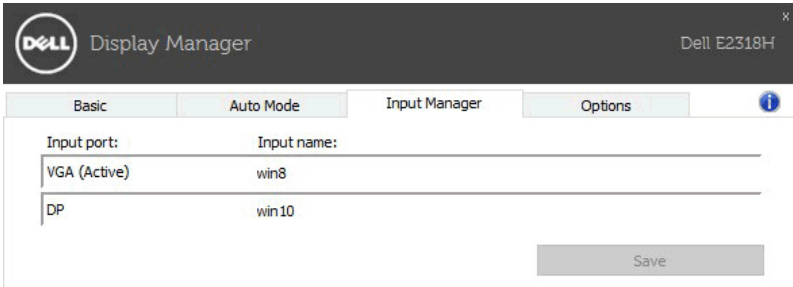 x
DELL Display Manager Dell E2318H
Basic Auto Mode Input Manager Options i
Input port: Input name:
VGA (Active) win8
DP win10
Save